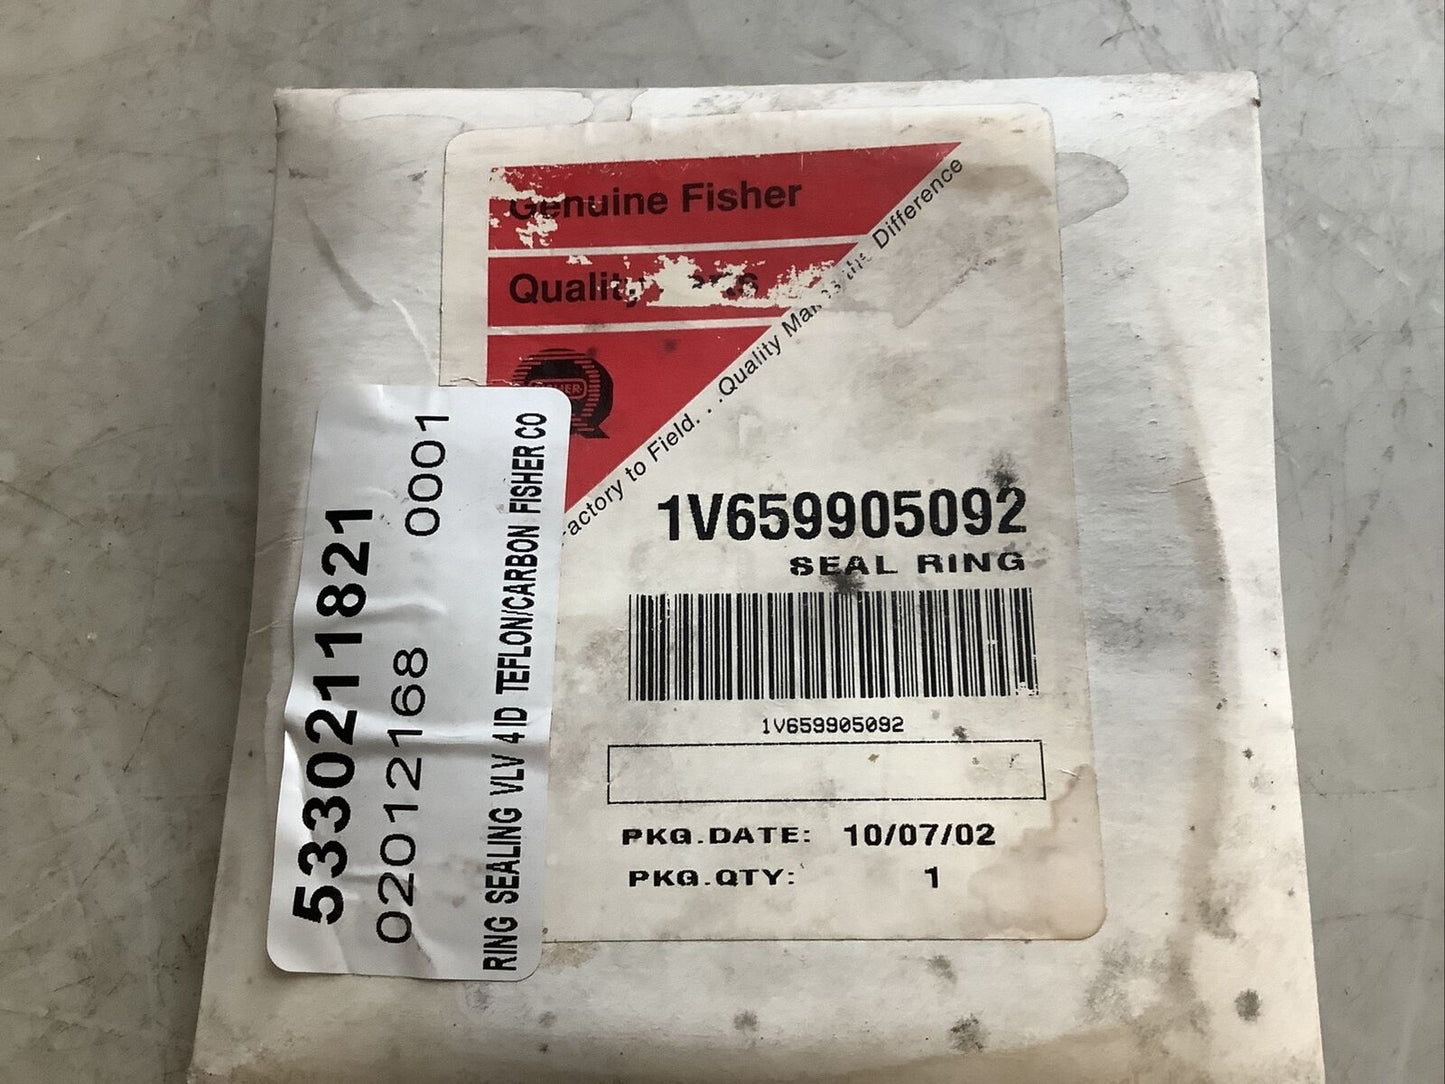 Genuine Fisher
Quality
Factory to Field. . .Quality Makes the Difference
1V659905092
SEAL RING
1V659905092
PKG.DATE: 10/07/02
PKG.QTY: 1
5330211821
02012168 0001
RING SEALING VLV 4 ID TEFLON/CARBON FISHER CO